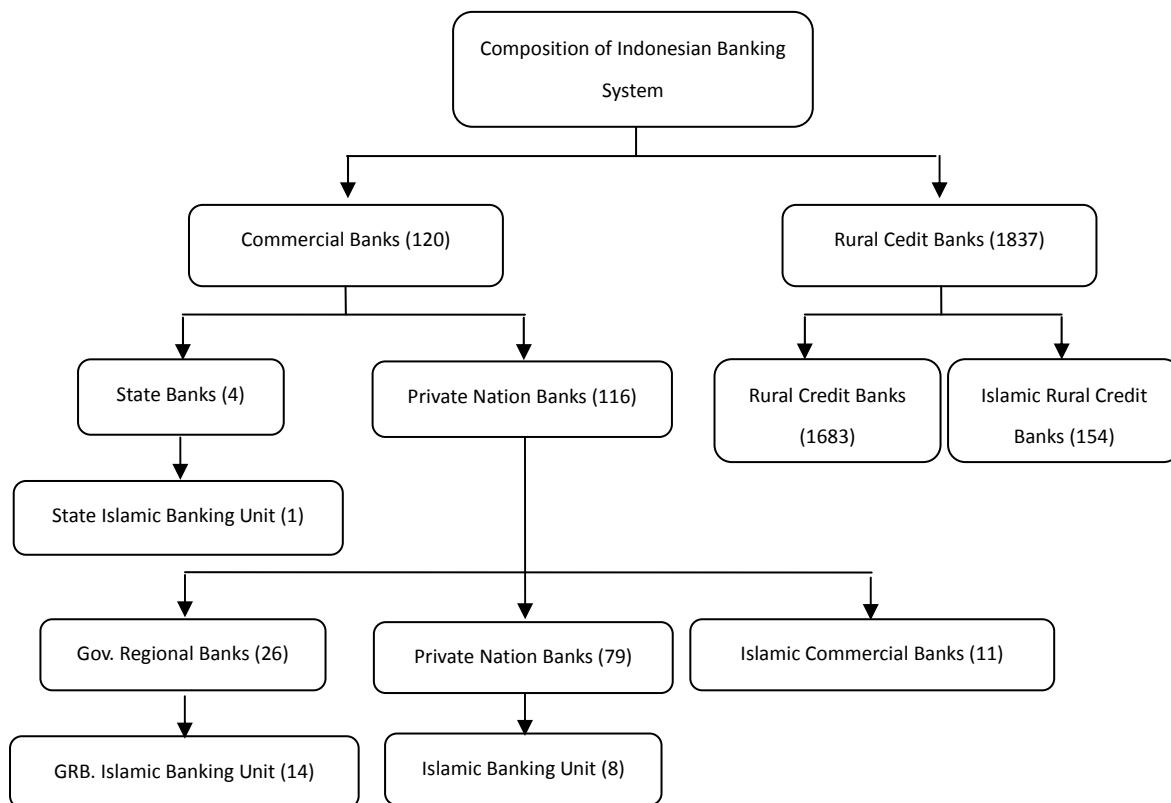 Composition of Indonesian Banking
System
Commercial Banks (120)
Rural Cedit Banks (1837)
State Banks (4)
Private Nation Banks (116)
Rural Credit Banks
(1683)
Islamic Rural Credit
Banks (154)
State Islamic Banking Unit (1)
Gov. Regional Banks (26)
Private Nation Banks (79)
Islamic Commercial Banks (11)
GRB. Islamic Banking Unit (14)
Islamic Banking Unit (8)